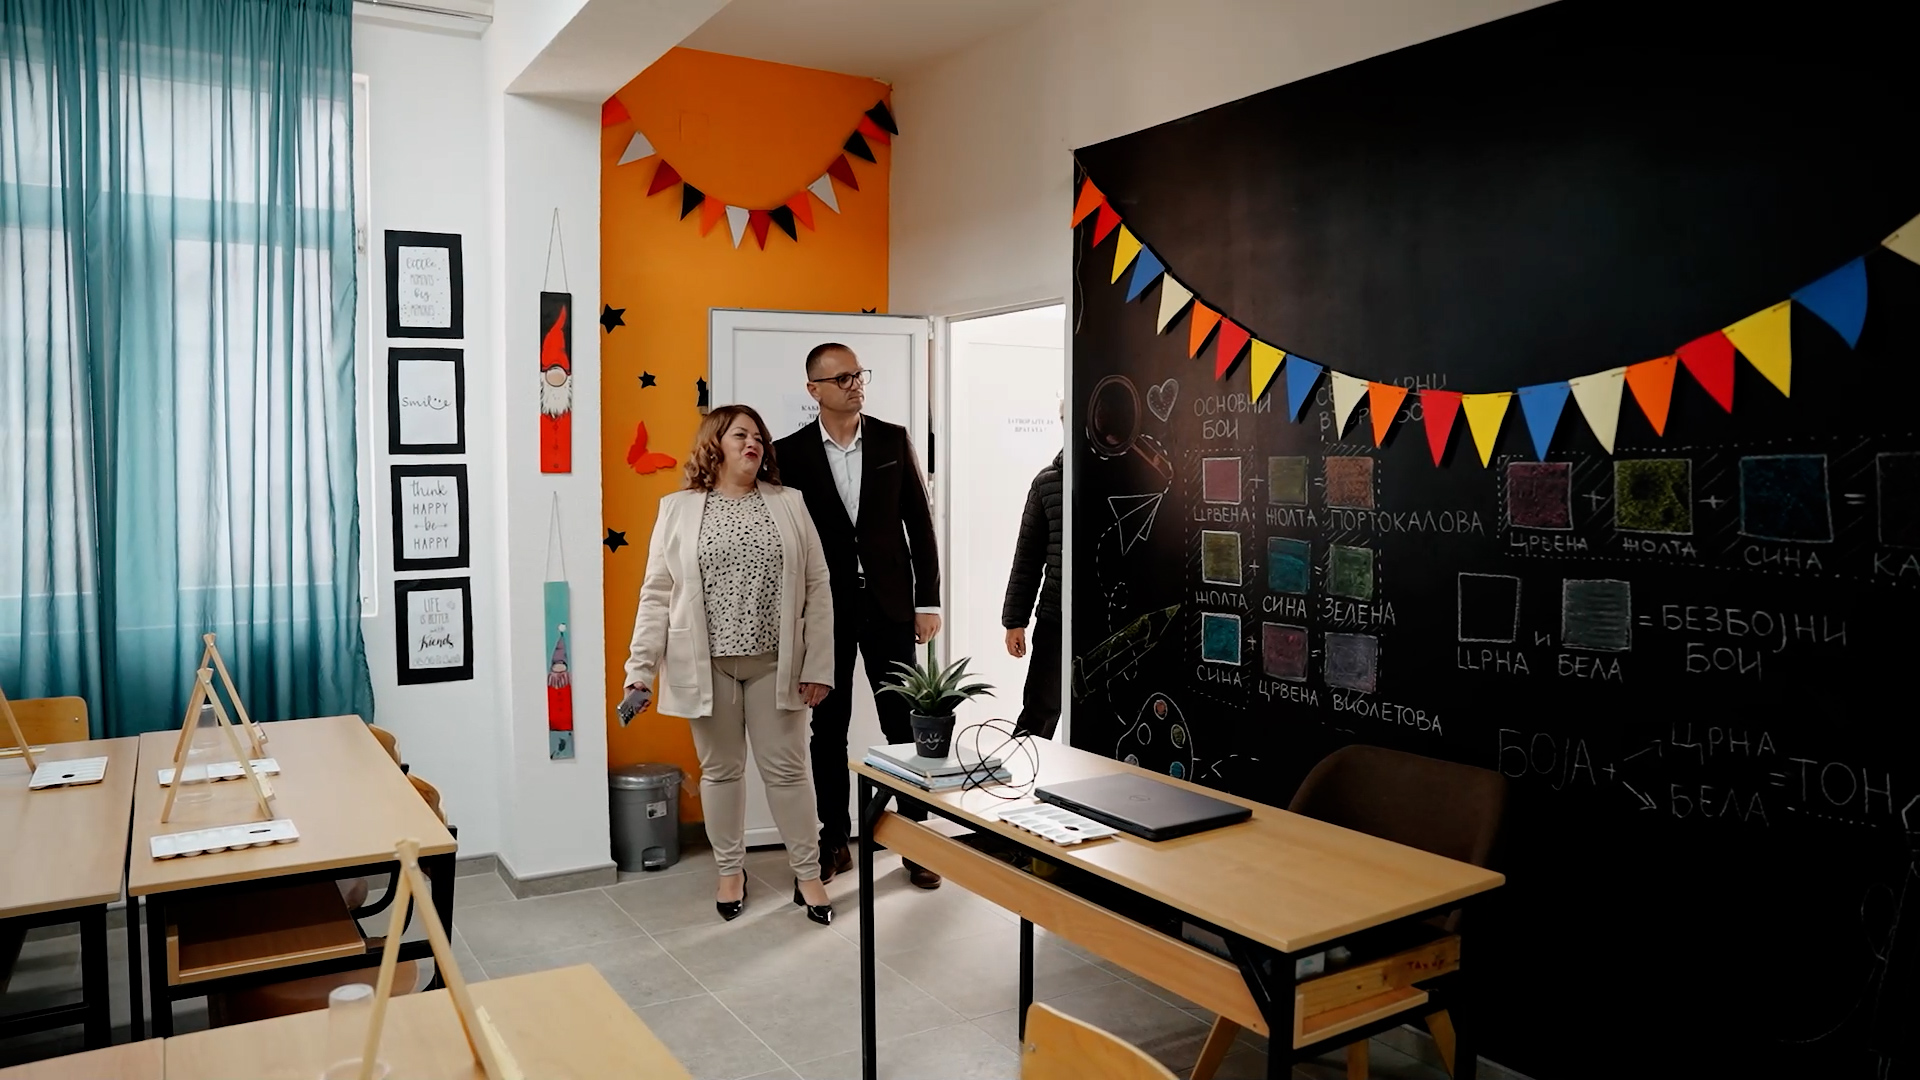 little
MOMENTS
big
MEMORIES
smile
think
HAPPY
be
HAPPY
LIFE
IS BETTER
with
friends
ОСНОВНИ
БОИ
ЦРВЕНА + ЖОЛТА = ПОРТОКАЛОВА
ЖОЛТА + СИНА = ЗЕЛЕНА
СИНА + ЦРВЕНА = ВИОЛЕТОВА
ЦРВЕНА + ЖОЛТА + СИНА =
ЦРНА И БЕЛА = БЕЗБОЈНИ
БОИ
БОЈА + ЦРНА
БЕЛА = ТОН